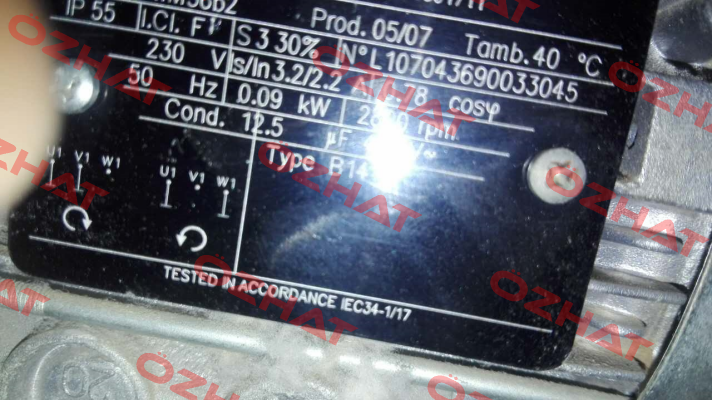 Prod. 05/07 Tamb. 40 °C
IP 55 I.Cl. F S 3 30% N° L107043690033045
230 V Is/In 3.2/2.2 8 cosφ
50 Hz 0.09 kW rpm
Cond. 12.5 µF
Type B14
U1 V1 W1 U1 V1 W1
TESTED IN ACCORDANCE IEC34-1/17
OZHAT